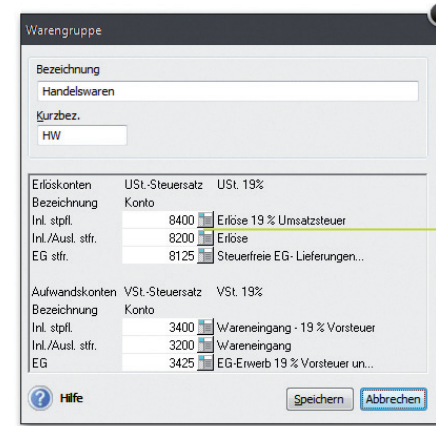 Warengruppe
Bezeichnung
Handelswaren
Kurzbez.
HW
Erlöskonten USt.-Steuersatz USt. 19%
Bezeichnung Konto
Inl. stpfl. 8400 Erlöse 19 % Umsatzsteuer
Inl./Ausl. stfr. 8200 Erlöse
EG stfr. 8125 Steuerfreie EG- Lieferungen...
Aufwandskonten VSt.-Steuersatz VSt. 19%
Bezeichnung Konto
Inl. stpfl. 3400 Wareneingang - 19 % Vorsteuer
Inl./Ausl. stfr. 3200 Wareneingang
EG 3425 EG-Erwerb 19 % Vorsteuer un...
Hilfe Speichern Abbrechen